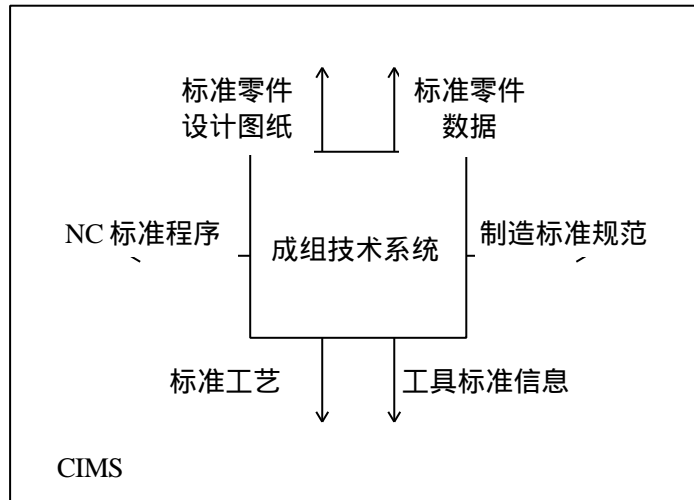 标准零件
设计图纸
标准零件
数据
NC 标准程序
成组技术系统
制造标准规范
标准工艺
工具标准信息
CIMS